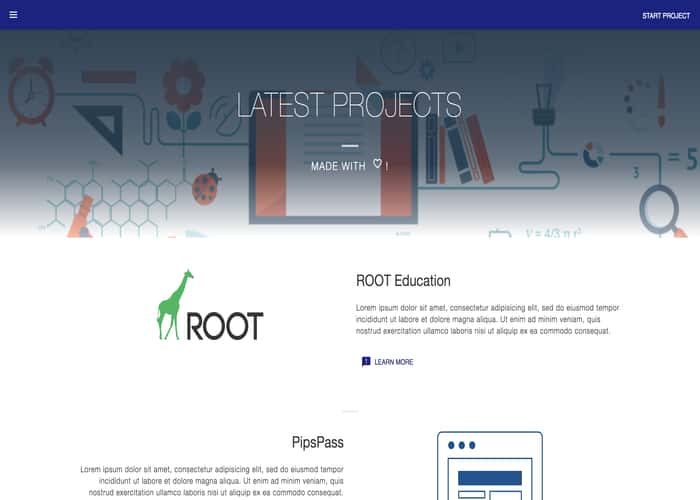 START PROJECT
LATEST PROJECTS
MADE WITH ♡ !
= 5
3
V = 4/3 π r³
ROOT
ROOT Education
Lorem ipsum dolor sit amet, consectetur adipisicing elit, sed do eiusmod tempor
incididunt ut labore et dolore magna aliqua. Ut enim ad minim veniam, quis
nostrud exercitation ullamco laboris nisi ut aliquip ex ea commodo consequat.
LEARN MORE
PipsPass
Lorem ipsum dolor sit amet, consectetur adipisicing elit, sed do eiusmod
tempor incididunt ut labore et dolore magna aliqua. Ut enim ad minim
veniam, quis nostrud exercitation ullamco laboris nisi ut aliquip ex ea